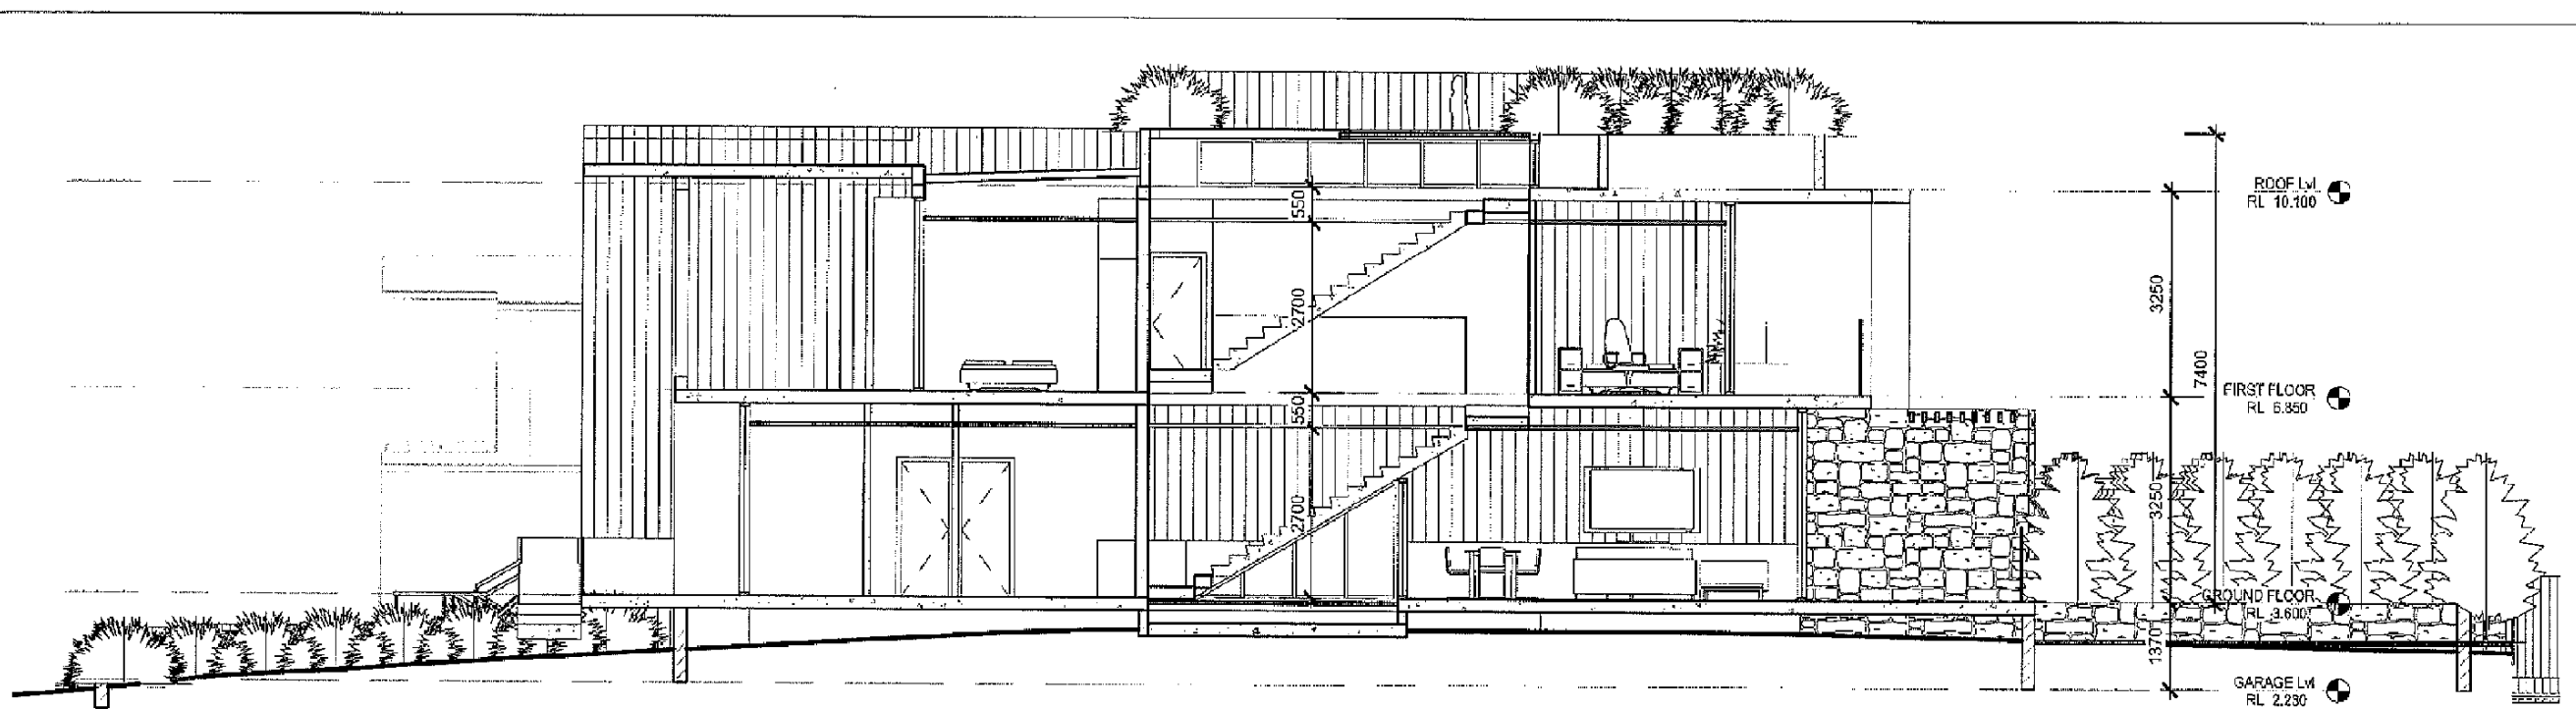 ROOF Lvl
RL 10.100
550
3250
2700
7400
FIRST FLOOR
RL 6.850
550
3250
2700
GROUND FLOOR
RL 3.600
1370
GARAGE Lvl
RL 2.230